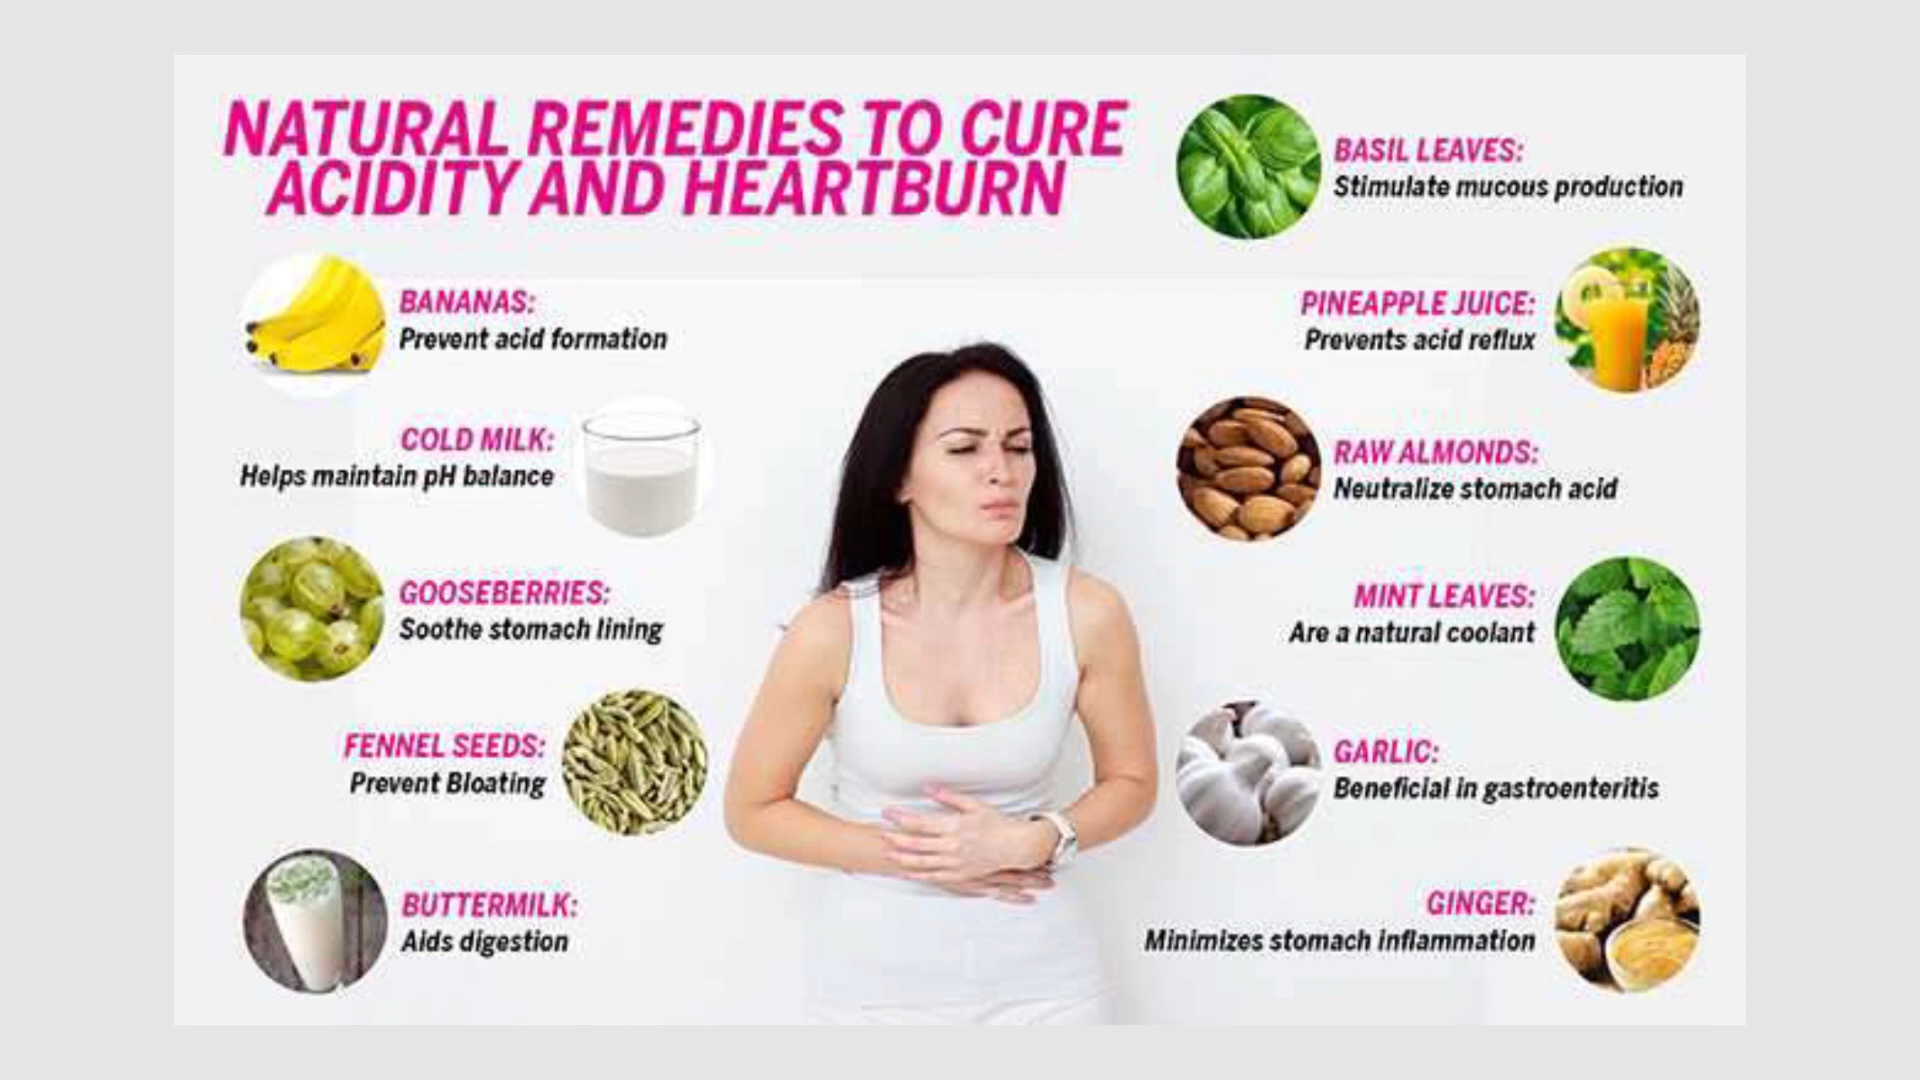 NATURAL REMEDIES TO CURE
ACIDITY AND HEARTBURN
BANANAS:
Prevent acid formation
COLD MILK:
Helps maintain pH balance
GOOSEBERRIES:
Soothe stomach lining
FENNEL SEEDS:
Prevent Bloating
BUTTERMILK:
Aids digestion
BASIL LEAVES:
Stimulate mucous production
PINEAPPLE JUICE:
Prevents acid reflux
RAW ALMONDS:
Neutralize stomach acid
MINT LEAVES:
Are a natural coolant
GARLIC:
Beneficial in gastroenteritis
GINGER:
Minimizes stomach inflammation